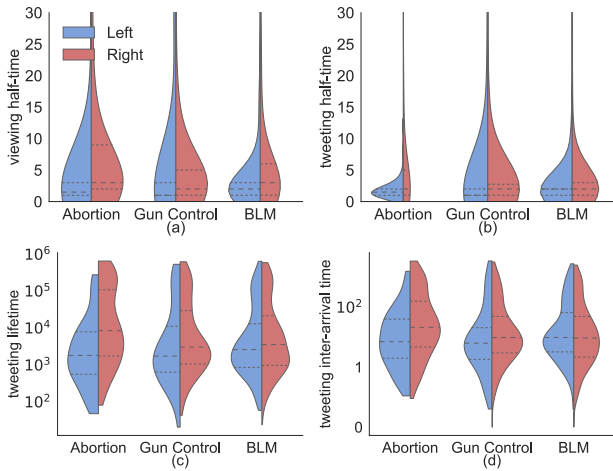 30
25
20
15
10
5
0
viewing half-time
Left
Right
Abortion Gun Control BLM
(a)
30
25
20
15
10
5
0
tweeting half-time
Abortion Gun Control BLM
(b)
10⁶
10⁵
10⁴
10³
10²
tweeting lifetime
Abortion Gun Control BLM
(c)
10²
1
0
tweeting inter-arrival time
Abortion Gun Control BLM
(d)